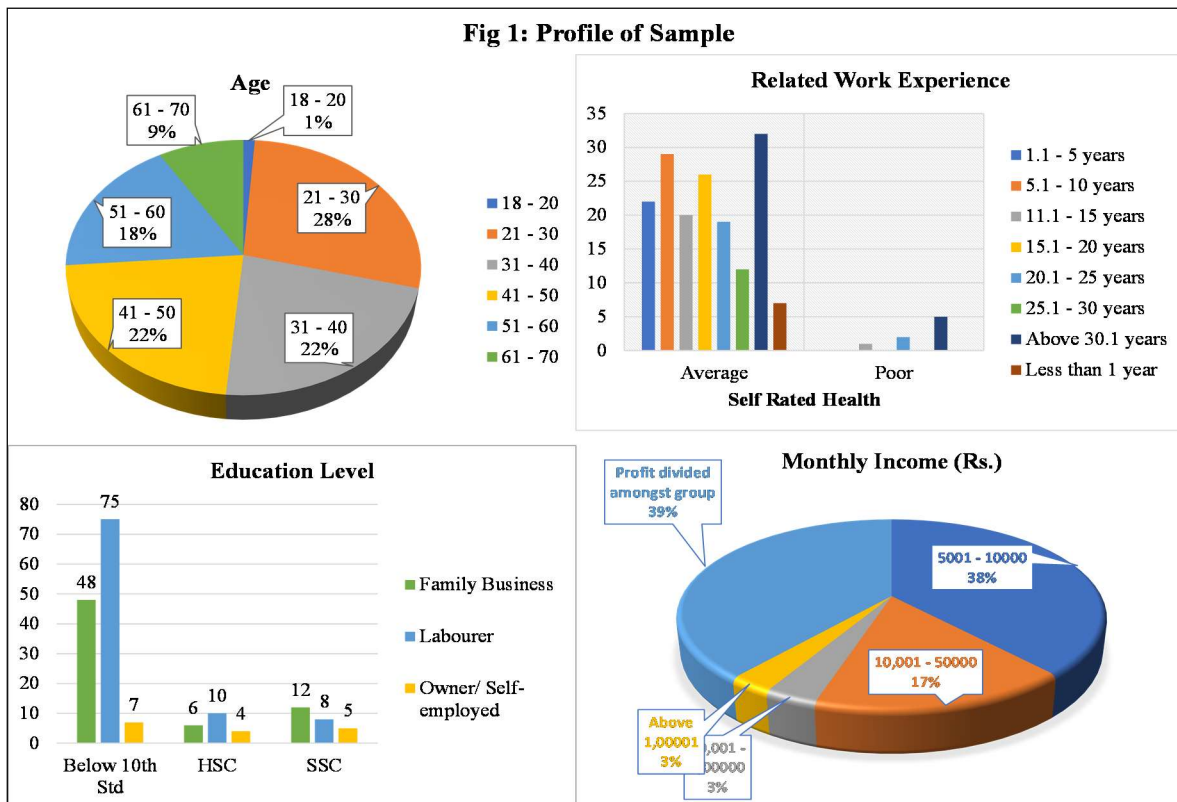 Fig 1: Profile of Sample
Age
18 - 20
1%
21 - 30
28%
31 - 40
22%
41 - 50
22%
51 - 60
18%
61 - 70
9%
18 - 20
21 - 30
31 - 40
41 - 50
51 - 60
61 - 70
Related Work Experience
35
30
25
20
15
10
5
0
Average
Poor
Self Rated Health
1.1 - 5 years
5.1 - 10 years
11.1 - 15 years
15.1 - 20 years
20.1 - 25 years
25.1 - 30 years
Above 30.1 years
Less than 1 year
Education Level
80
70
60
50
40
30
20
10
0
48
75
7
6
10
4
12
8
5
Below 10th
Std
HSC
SSC
Family Business
Labourer
Owner/ Self-
employed
Monthly Income (Rs.)
Profit divided
amongst group
39%
5001 - 10000
38%
10,001 - 50000
17%
Above
1,00001
3%
3%